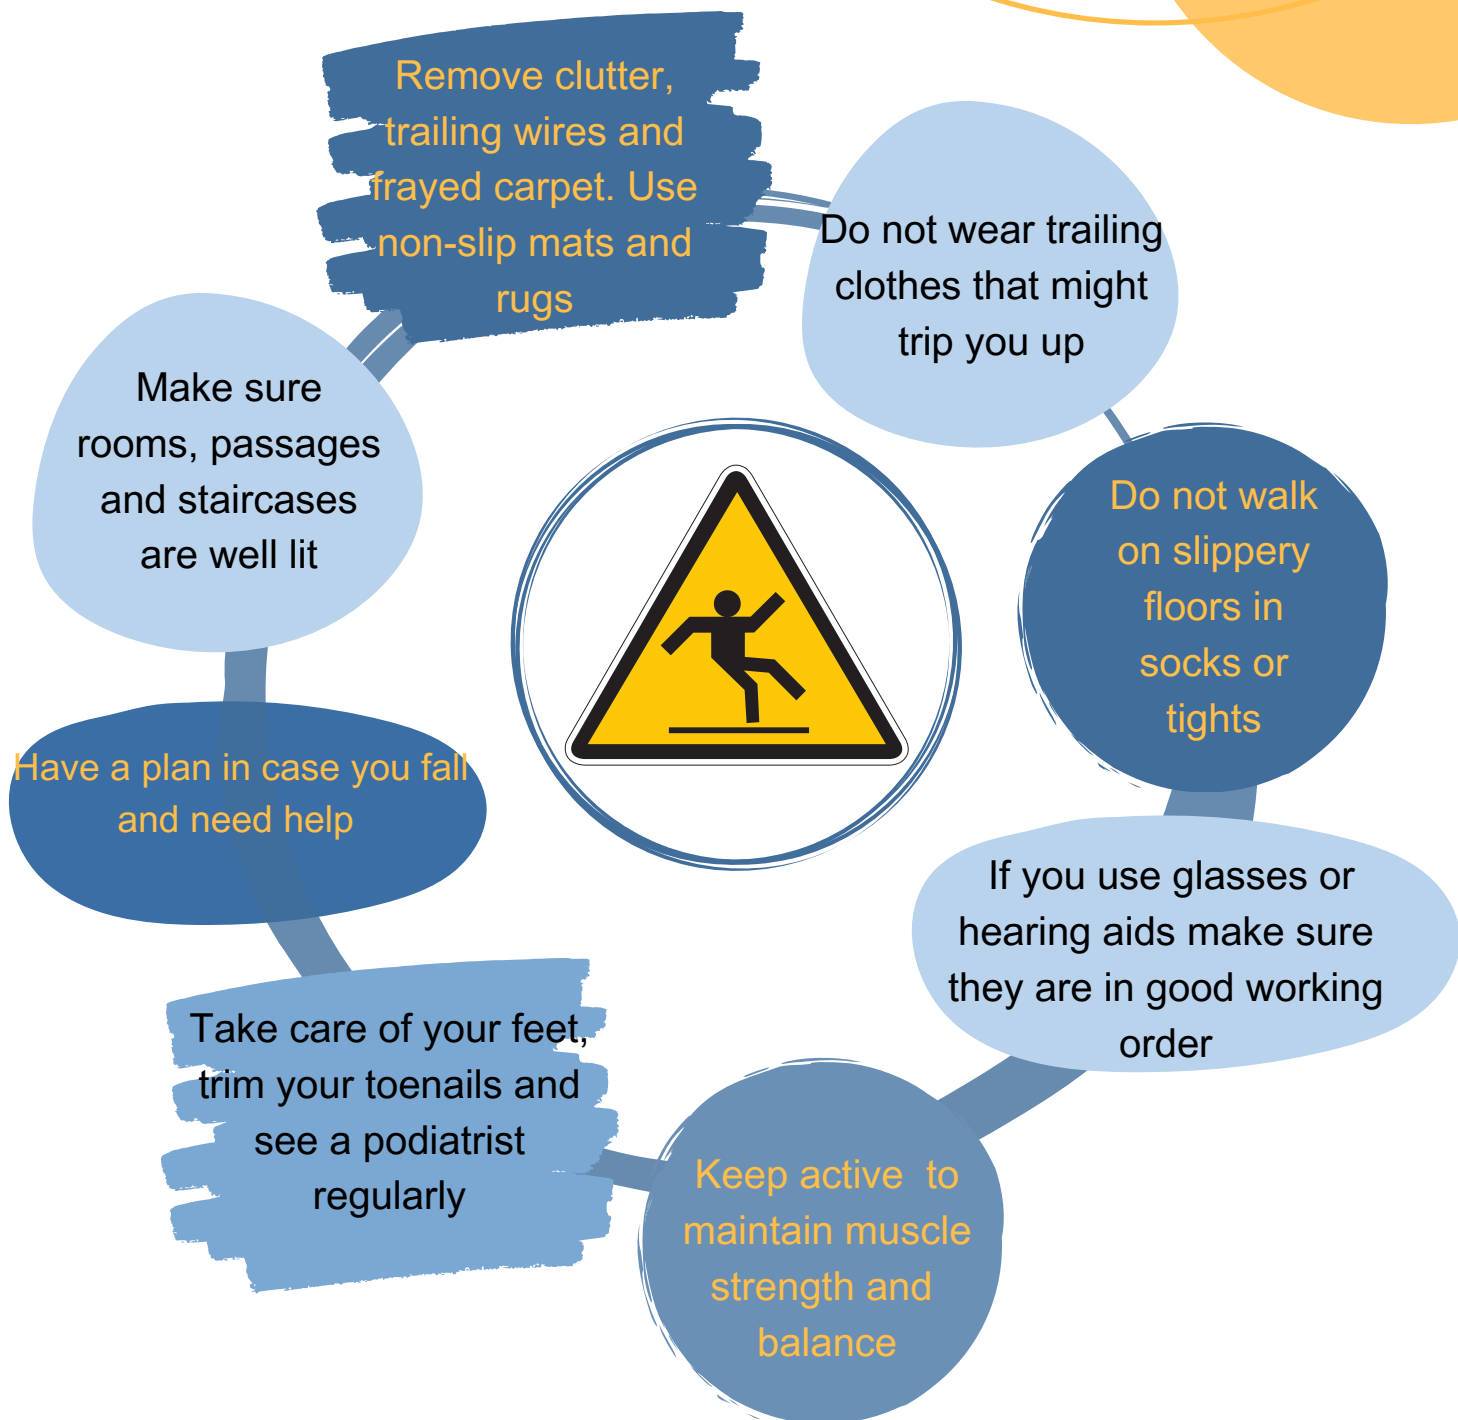 Remove clutter,
trailing wires and
frayed carpet. Use
non-slip mats and
rugs
Do not wear trailing
clothes that might
trip you up
Do not walk
on slippery
floors in
socks or
tights
If you use glasses or
hearing aids make sure
they are in good working
order
Keep active to
maintain muscle
strength and
balance
Take care of your feet,
trim your toenails and
see a podiatrist
regularly
Have a plan in case you fall
and need help
Make sure
rooms, passages
and staircases
are well lit